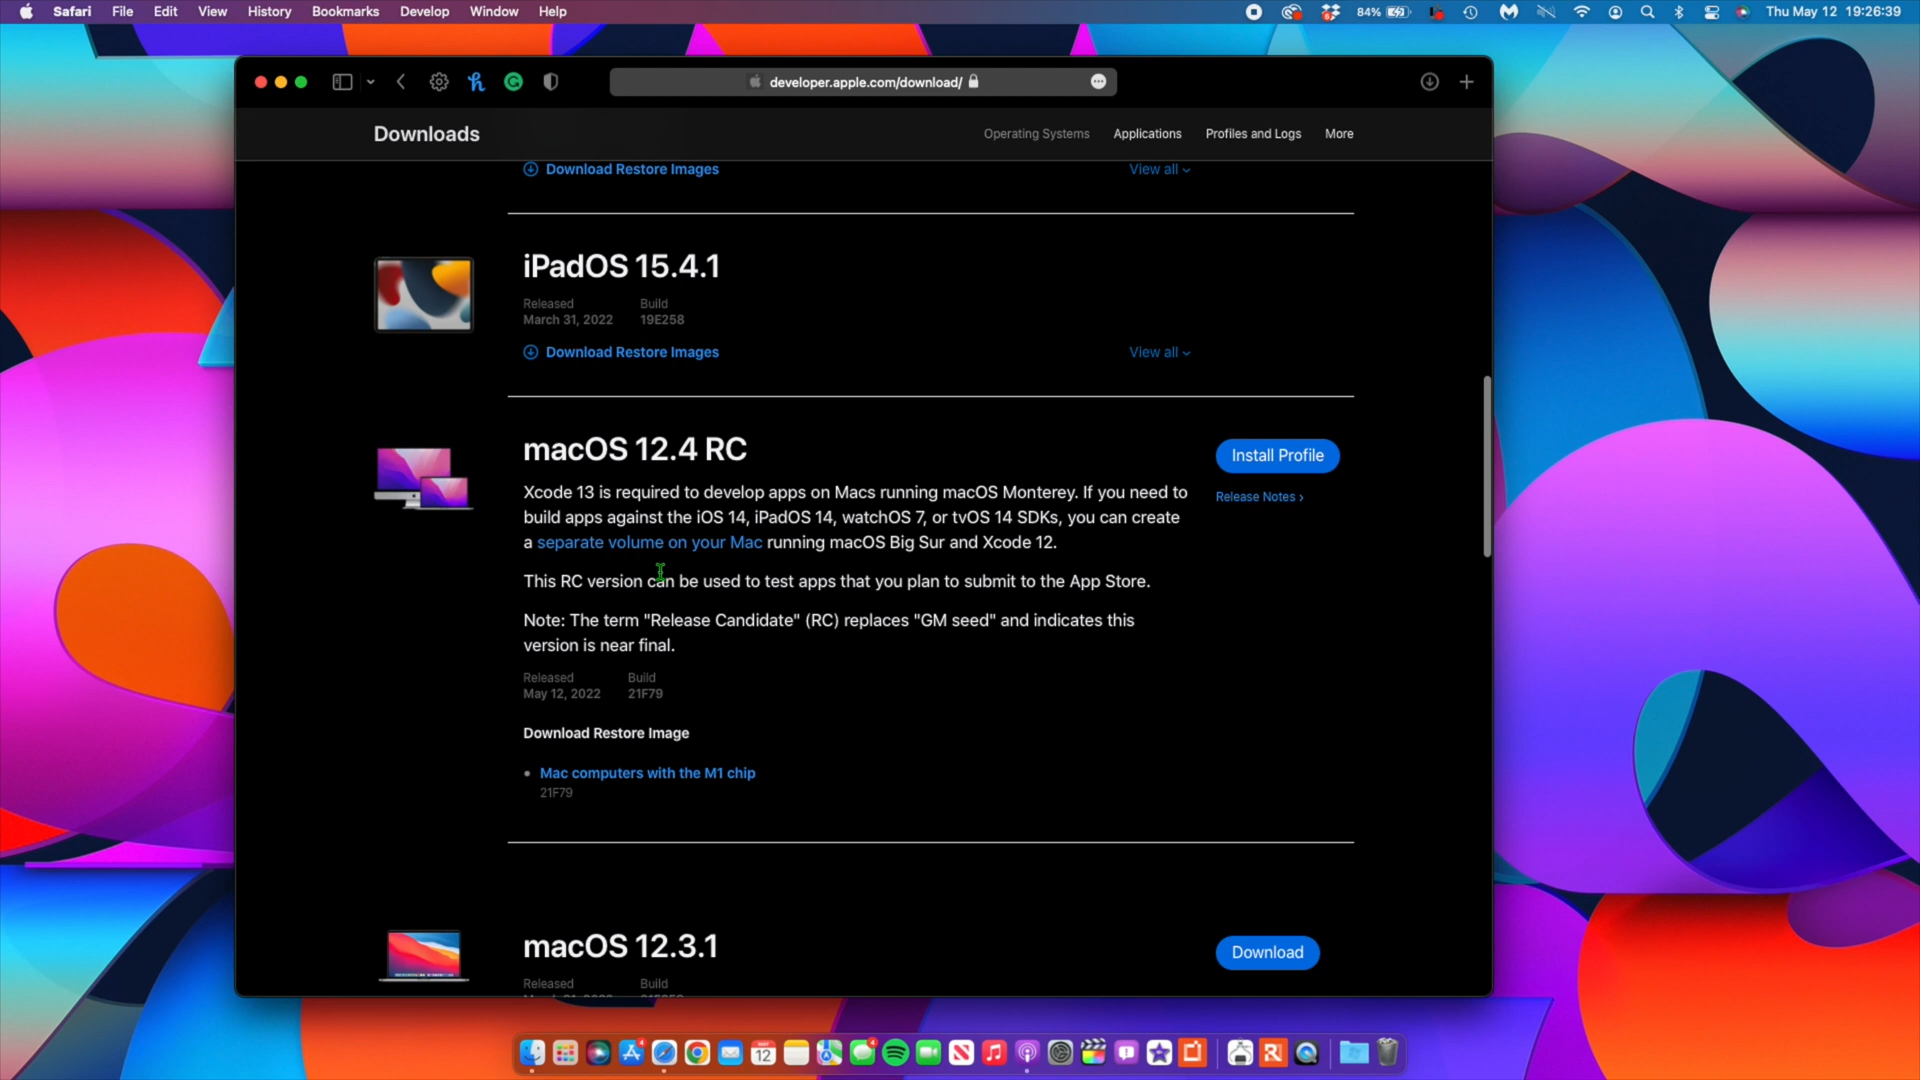 Safari File Edit View History Bookmarks Develop Window Help
84% Thu May 12 19:26:39
developer.apple.com/download/
Downloads
Operating Systems Applications Profiles and Logs More
Download Restore Images View all
iPadOS 15.4.1
Released Build
March 31, 2022 19E258
Download Restore Images View all
macOS 12.4 RC
Install Profile
Xcode 13 is required to develop apps on Macs running macOS Monterey. If you need to
Release Notes ›
build apps against the iOS 14, iPadOS 14, watchOS 7, or tvOS 14 SDKs, you can create
a separate volume on your Mac running macOS Big Sur and Xcode 12.
This RC version can be used to test apps that you plan to submit to the App Store.
Note: The term "Release Candidate" (RC) replaces "GM seed" and indicates this
version is near final.
Released Build
May 12, 2022 21F79
Download Restore Image
• Mac computers with the M1 chip
21F79
macOS 12.3.1
Download
Released Build
12